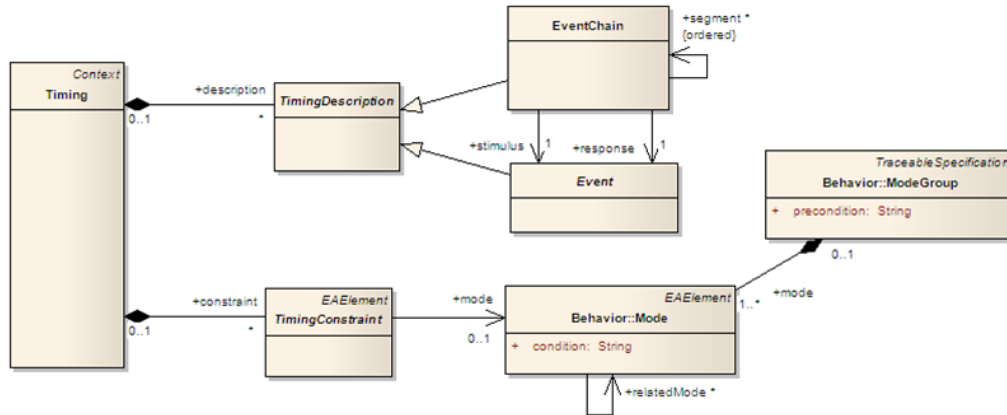 EventChain
+segment *
{ordered}
Context
Timing
+description
0..1
*
TimingDescription
+stimulus
1
+response
1
Event
TraceableSpecification
Behavior::ModeGroup
+ precondition: String
0..1
+constraint
0..1
*
EAElement
TimingConstraint
+mode
0..1
EAElement
Behavior::Mode
+ condition: String
1..*
+mode
+relatedMode *